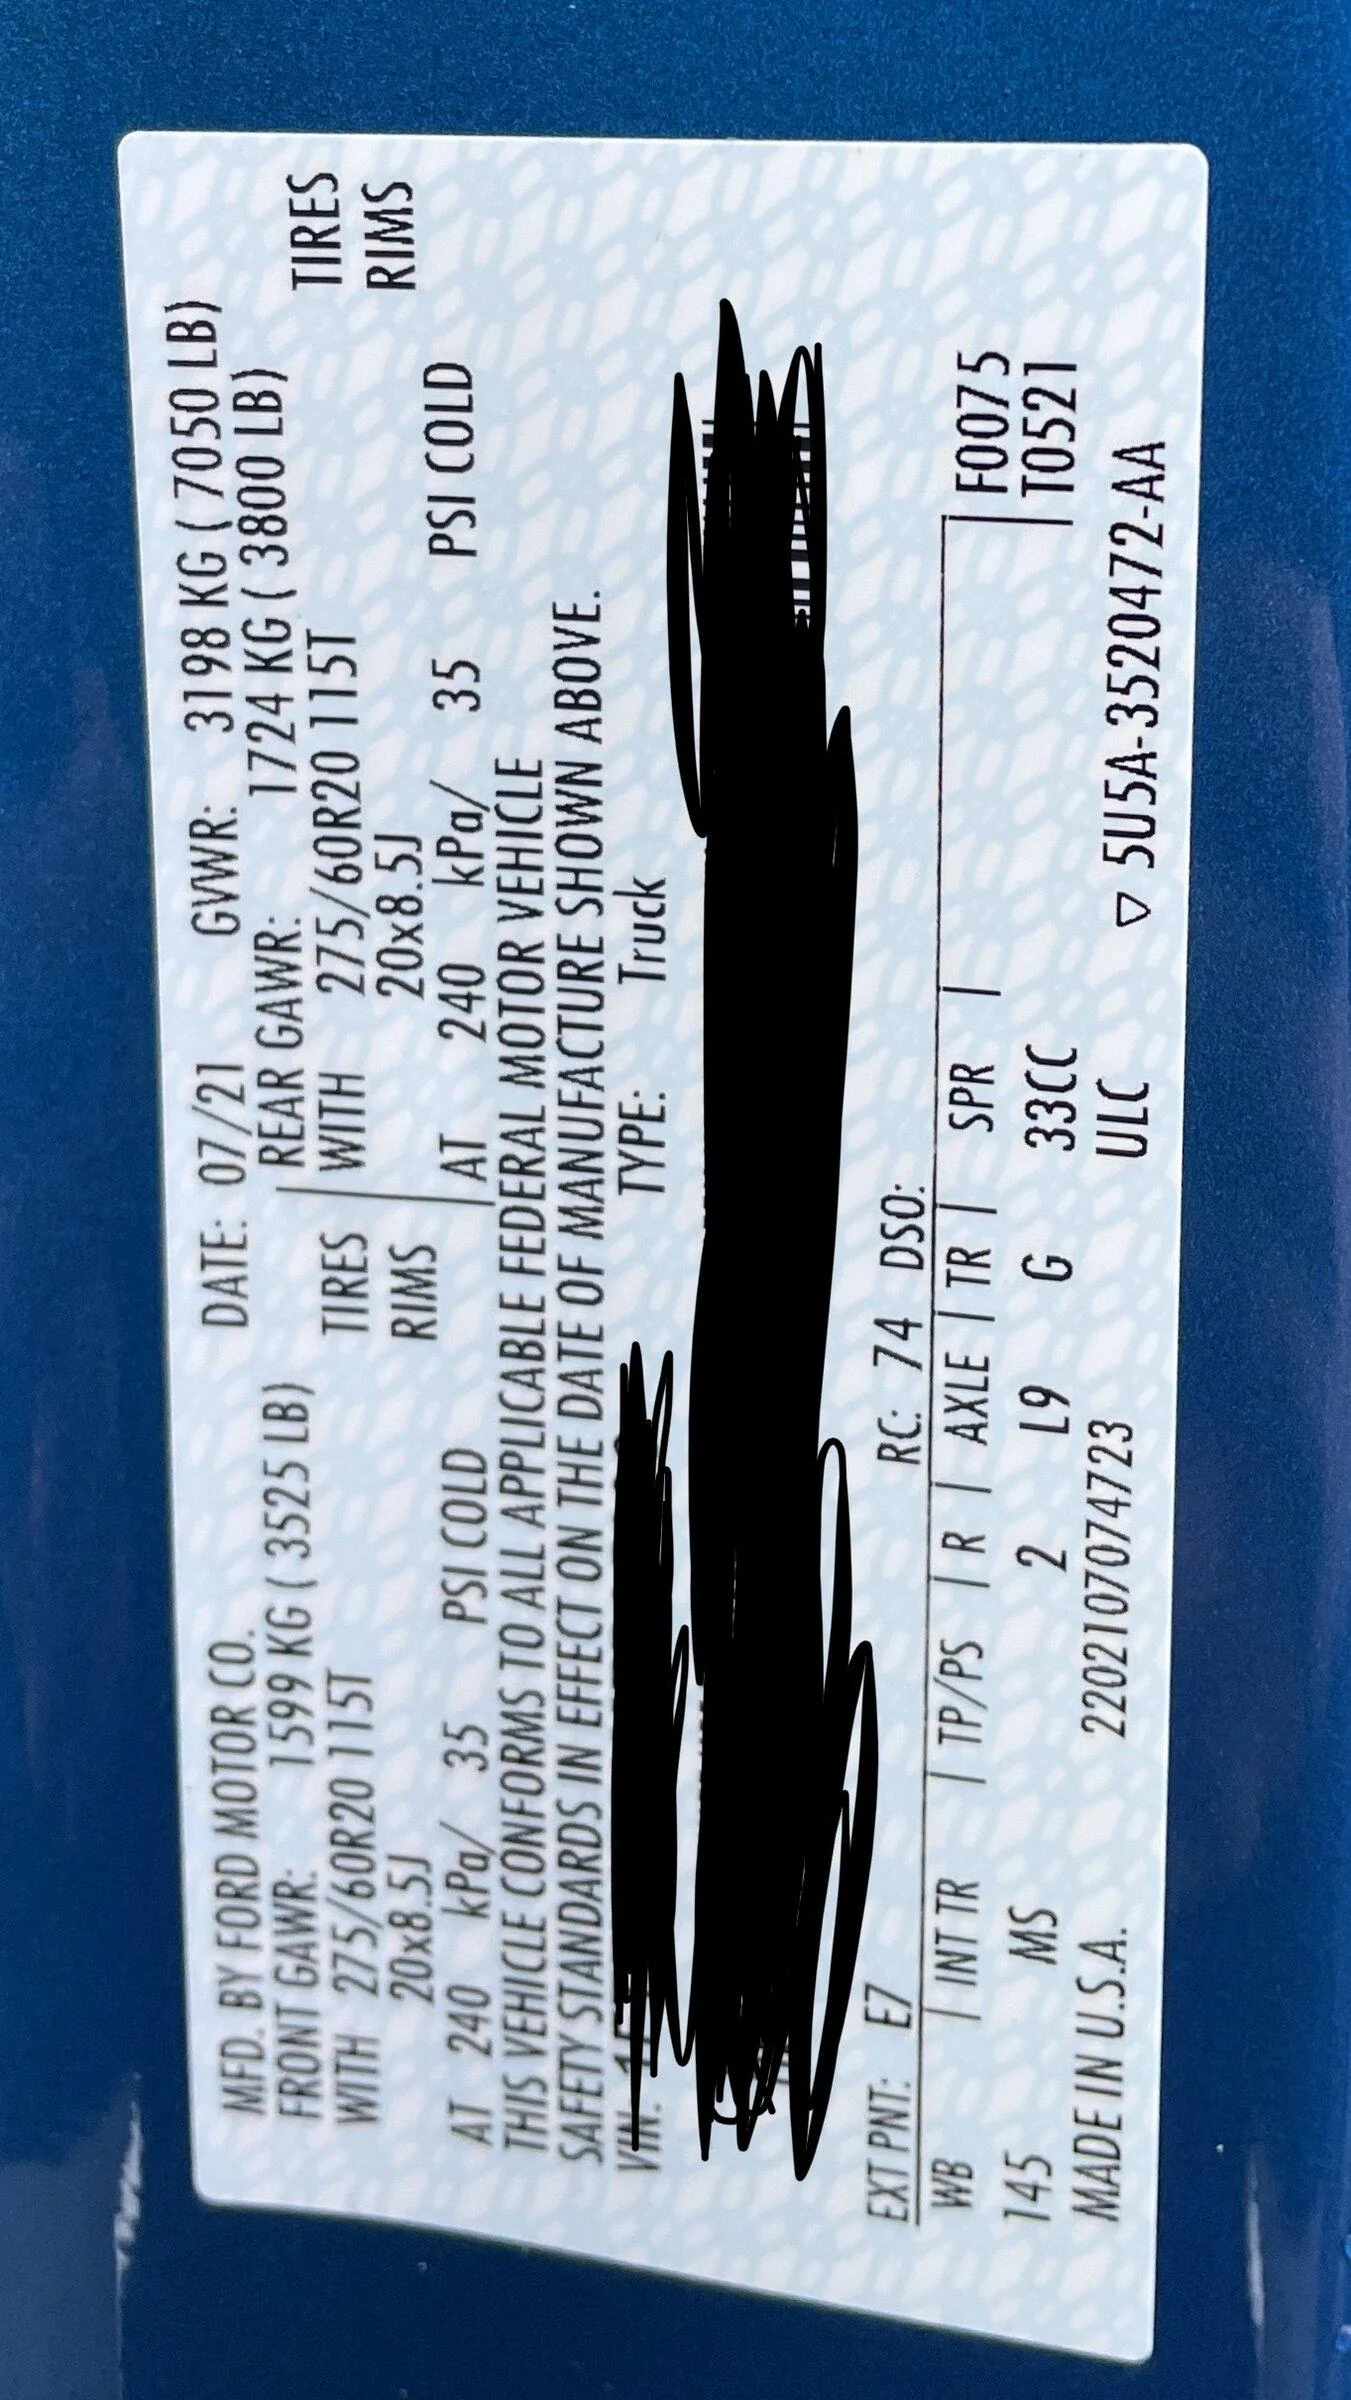 MFD. BY FORD MOTOR CO. DATE: 07/21 GVWR: 3198 KG ( 7050 LB)
FRONT GAWR: 1599 KG ( 3525 LB) REAR GAWR: 1724 KG ( 3800 LB)
WITH 275/60R20 115T TIRES WITH 275/60R20 115T TIRES
20x8.5J RIMS 20x8.5J RIMS
AT 240 kPa/ 35 PSI COLD AT 240 kPa/ 35 PSI COLD
THIS VEHICLE CONFORMS TO ALL APPLICABLE FEDERAL MOTOR VEHICLE
SAFETY STANDARDS IN EFFECT ON THE DATE OF MANUFACTURE SHOWN ABOVE.
VIN: TYPE: Truck
EXT PNT: E7 RC: 74 DSO:
WB | INT TR | TP/PS | R | AXLE | TR | SPR | F0075
145 MS 2 L9 G 33CC T0521
MADE IN U.S.A. 220210707074723 ULC ▽ 5U5A-3520472-AA